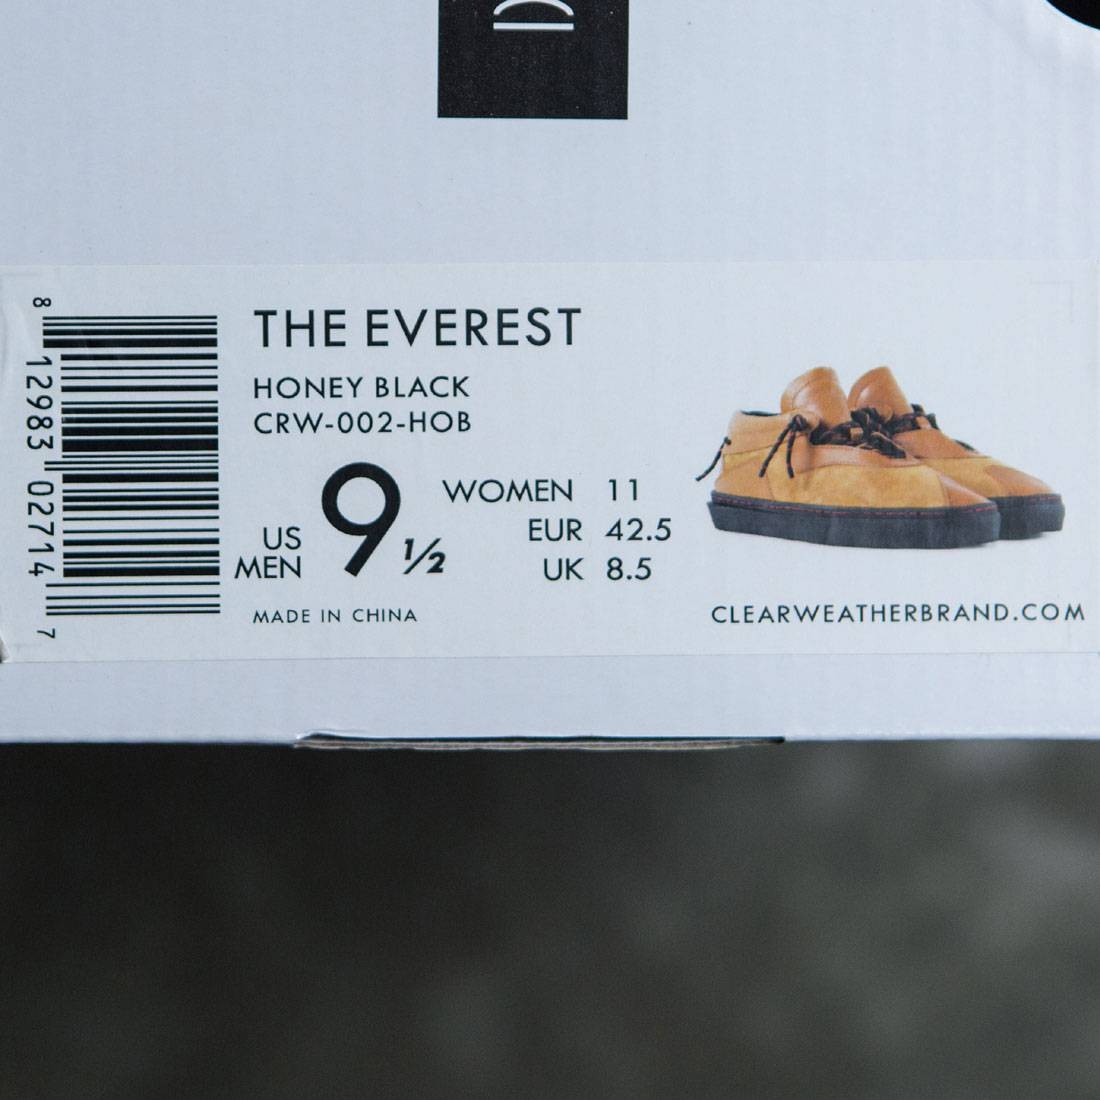 THE EVEREST
HONEY BLACK
CRW-002-HOB
US MEN 9 ½
WOMEN 11
EUR 42.5
UK 8.5
MADE IN CHINA
CLEARWEATHERBRAND.COM
8 12983 02714 7